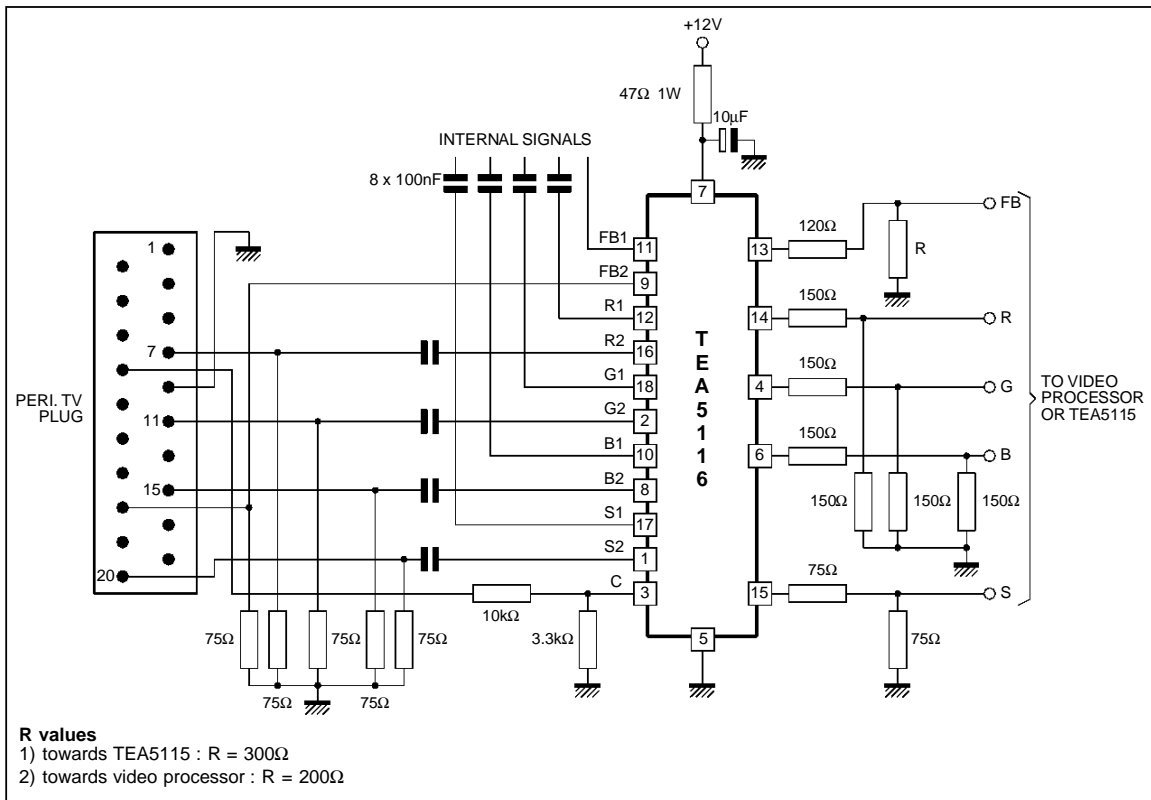 +12V
47Ω 1W
10µF
INTERNAL SIGNALS
8 x 100nF
7
FB
120Ω
1
FB1
11
13
R
FB2
9
150Ω
R1
12
14
R
7
R2
16
150Ω
G1
18
4
G
PERI. TV
PLUG
TEA5116
TO VIDEO
PROCESSOR
OR TEA5115
11
G2
2
150Ω
B1
10
6
B
15
B2
8
150Ω
150Ω
150Ω
S1
17
S2
1
75Ω
20
C
3
15
S
10kΩ
5
75Ω
75Ω
75Ω
3.3kΩ
75Ω
75Ω
75Ω
R values
1) towards TEA5115 : R = 300Ω
2) towards video processor : R = 200Ω